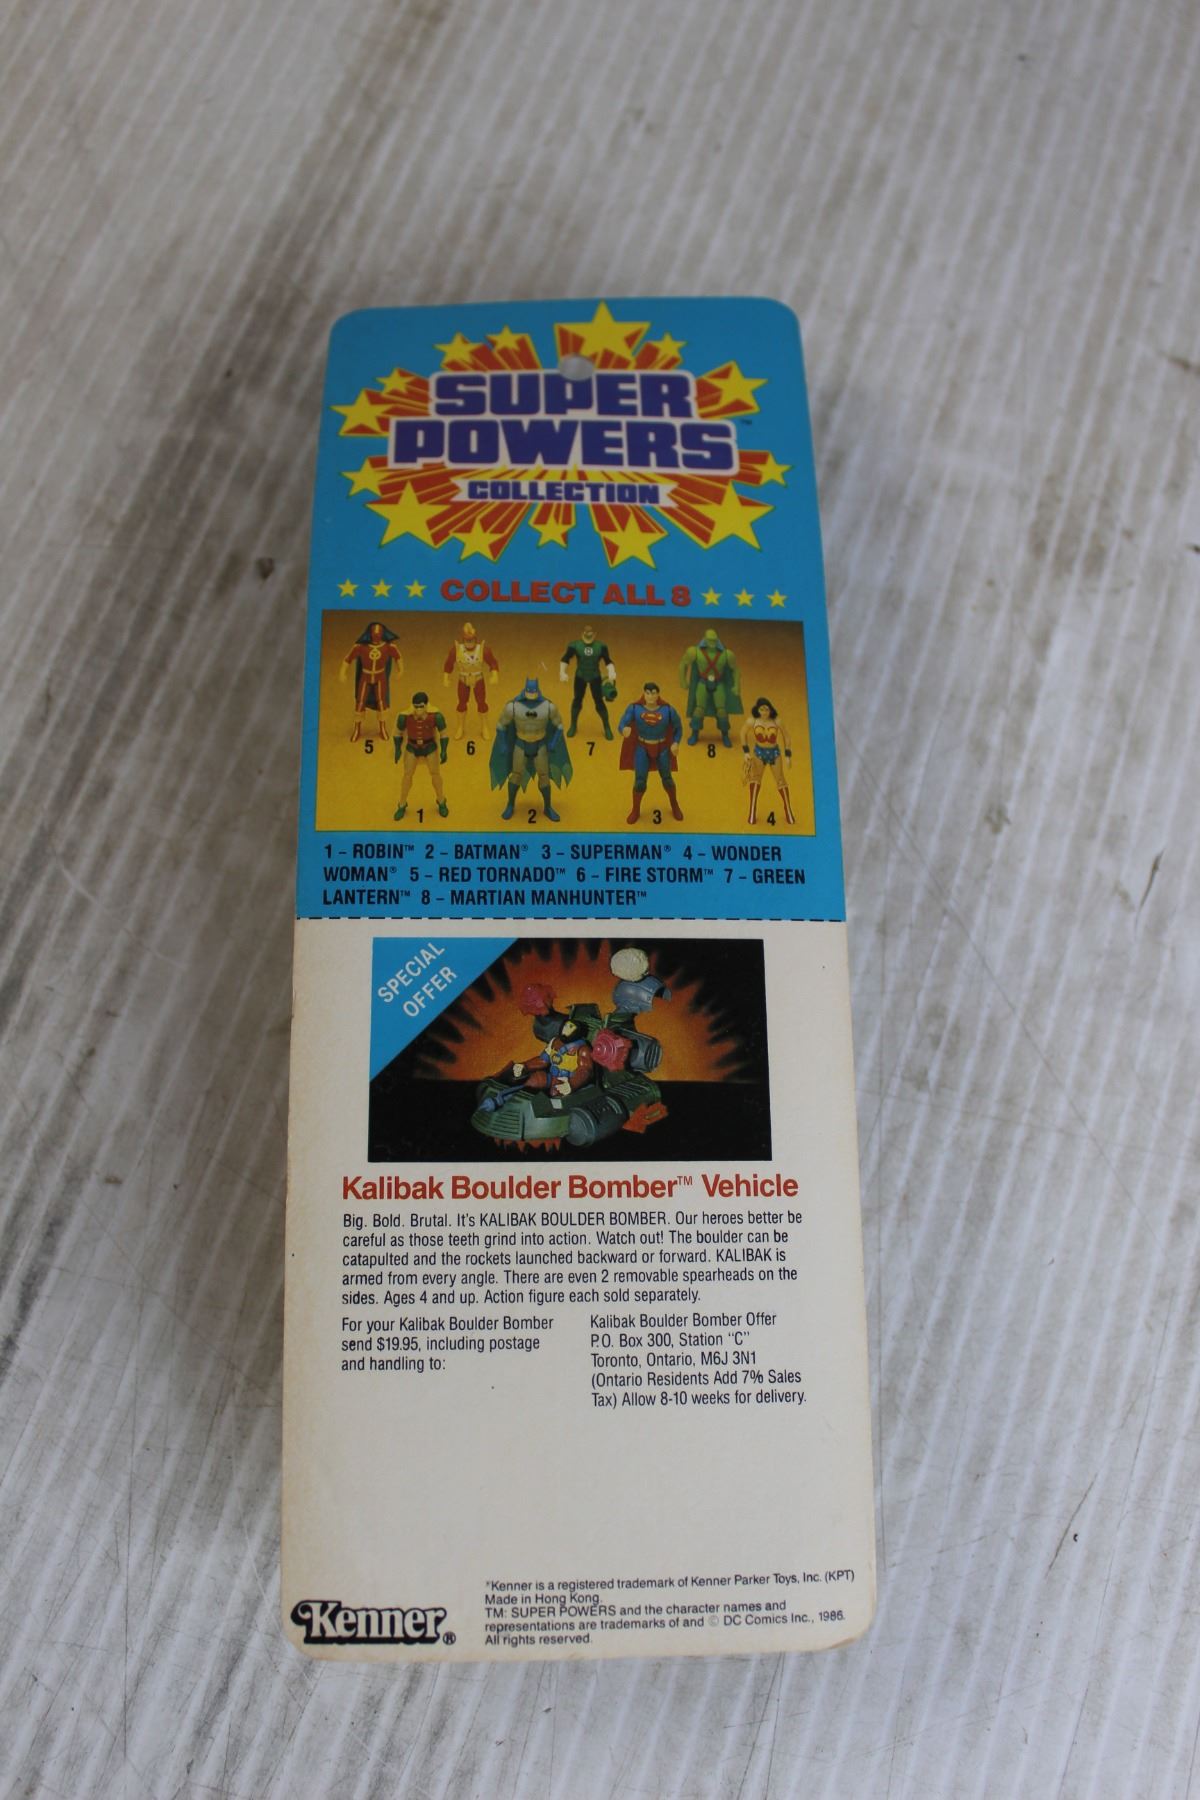 SUPER
POWERS™
COLLECTION
COLLECT ALL 8
5
6
7
8
1
2
3
4
1 - ROBIN™ 2 - BATMAN® 3 - SUPERMAN® 4 - WONDER
WOMAN® 5 - RED TORNADO™ 6 - FIRE STORM™ 7 - GREEN
LANTERN™ 8 - MARTIAN MANHUNTER™
SPECIAL
OFFER
Kalibak Boulder Bomber™ Vehicle
Big. Bold. Brutal. It's KALIBAK BOULDER BOMBER. Our heroes better be
careful as those teeth grind into action. Watch out! The boulder can be
catapulted and the rockets launched backward or forward. KALIBAK is
armed from every angle. There are even 2 removable spearheads on the
sides. Ages 4 and up. Action figure each sold separately.
For your Kalibak Boulder Bomber
send $19.95, including postage
and handling to:
Kalibak Boulder Bomber Offer
P.O. Box 300, Station "C"
Toronto, Ontario, M6J 3N1
(Ontario Residents Add 7% Sales
Tax) Allow 8-10 weeks for delivery.
Kenner®
*Kenner is a registered trademark of Kenner Parker Toys, Inc. (KPT)
Made in Hong Kong.
TM: SUPER POWERS and the character names and
representations are trademarks of and © DC Comics Inc., 1986.
All rights reserved.